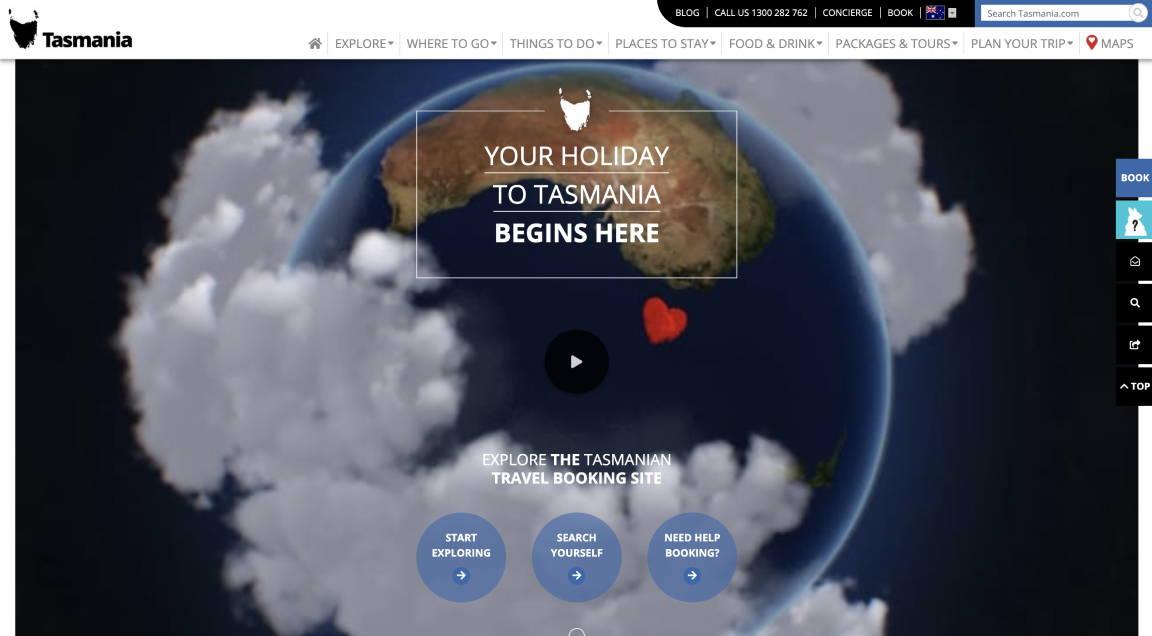 BLOG | CALL US 1300 282 762 | CONCIERGE | BOOK
Search Tasmania.com
Tasmania
EXPLORE
WHERE TO GO
THINGS TO DO
PLACES TO STAY
FOOD & DRINK
PACKAGES & TOURS
PLAN YOUR TRIP
MAPS
YOUR HOLIDAY
TO TASMANIA
BEGINS HERE
BOOK
?
TOP
EXPLORE THE TASMANIAN
TRAVEL BOOKING SITE
START
EXPLORING
SEARCH
YOURSELF
NEED HELP
BOOKING?